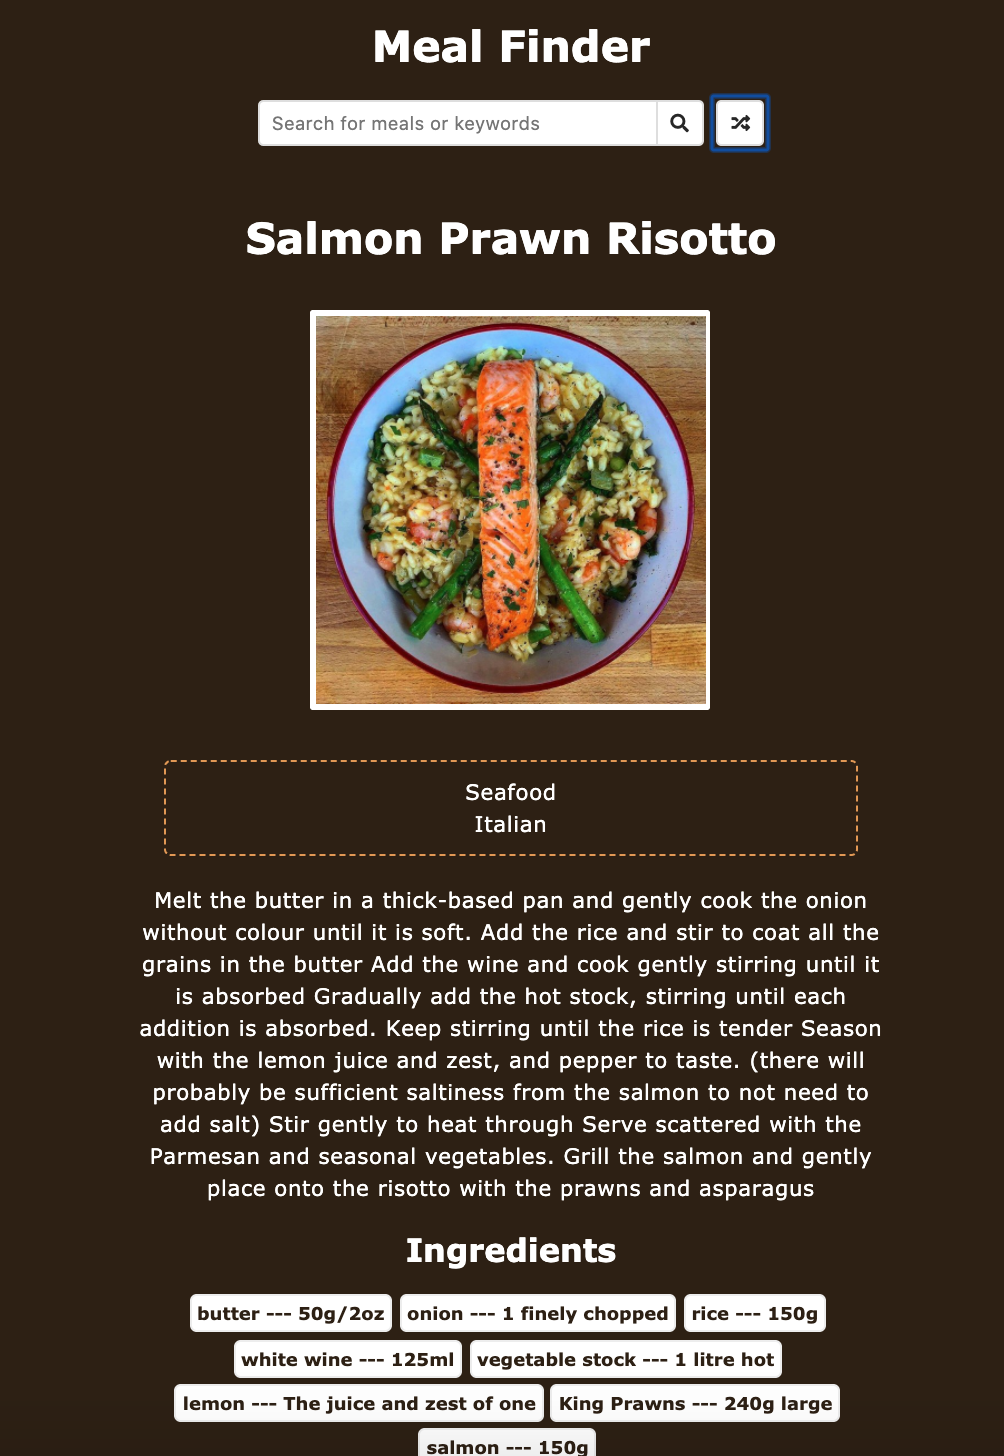 Meal Finder
Search for meals or keywords
Salmon Prawn Risotto
Seafood
Italian
Melt the butter in a thick-based pan and gently cook the onion
without colour until it is soft. Add the rice and stir to coat all the
grains in the butter Add the wine and cook gently stirring until it
is absorbed Gradually add the hot stock, stirring until each
addition is absorbed. Keep stirring until the rice is tender Season
with the lemon juice and zest, and pepper to taste. (there will
probably be sufficient saltiness from the salmon to not need to
add salt) Stir gently to heat through Serve scattered with the
Parmesan and seasonal vegetables. Grill the salmon and gently
place onto the risotto with the prawns and asparagus
Ingredients
butter --- 50g/2oz onion --- 1 finely chopped rice --- 150g
white wine --- 125ml vegetable stock --- 1 litre hot
lemon --- The juice and zest of one King Prawns --- 240g large
salmon --- 150g